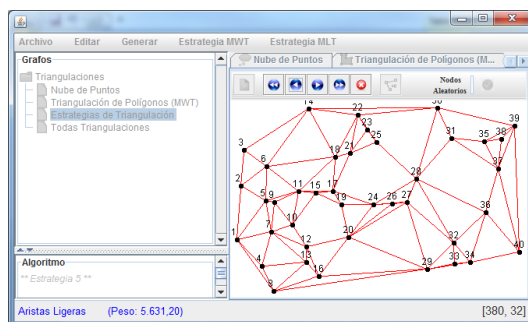 Archivo Editar Generar Estrategia MWT Estrategia MLT
Grafos
Triangulaciones
Nube de Puntos
Triangulación de Polígonos (MWT)
Estrategias de Triangulación
Todas Triangulaciones
Nube de Puntos Triangulación de Polígonos (M...
Nodos
Aleatorios
14 22 30 39
23
31 35 38
25
3
21
18
6
37
28
2
11 15 17
5 9
19 24 26 27
36
10
1 7
20
12
32
40
4 13
29 33 34
16
8
Algoritmo
** Estrategia 5 **
Aristas Ligeras (Peso: 5.631,20) [380, 32]